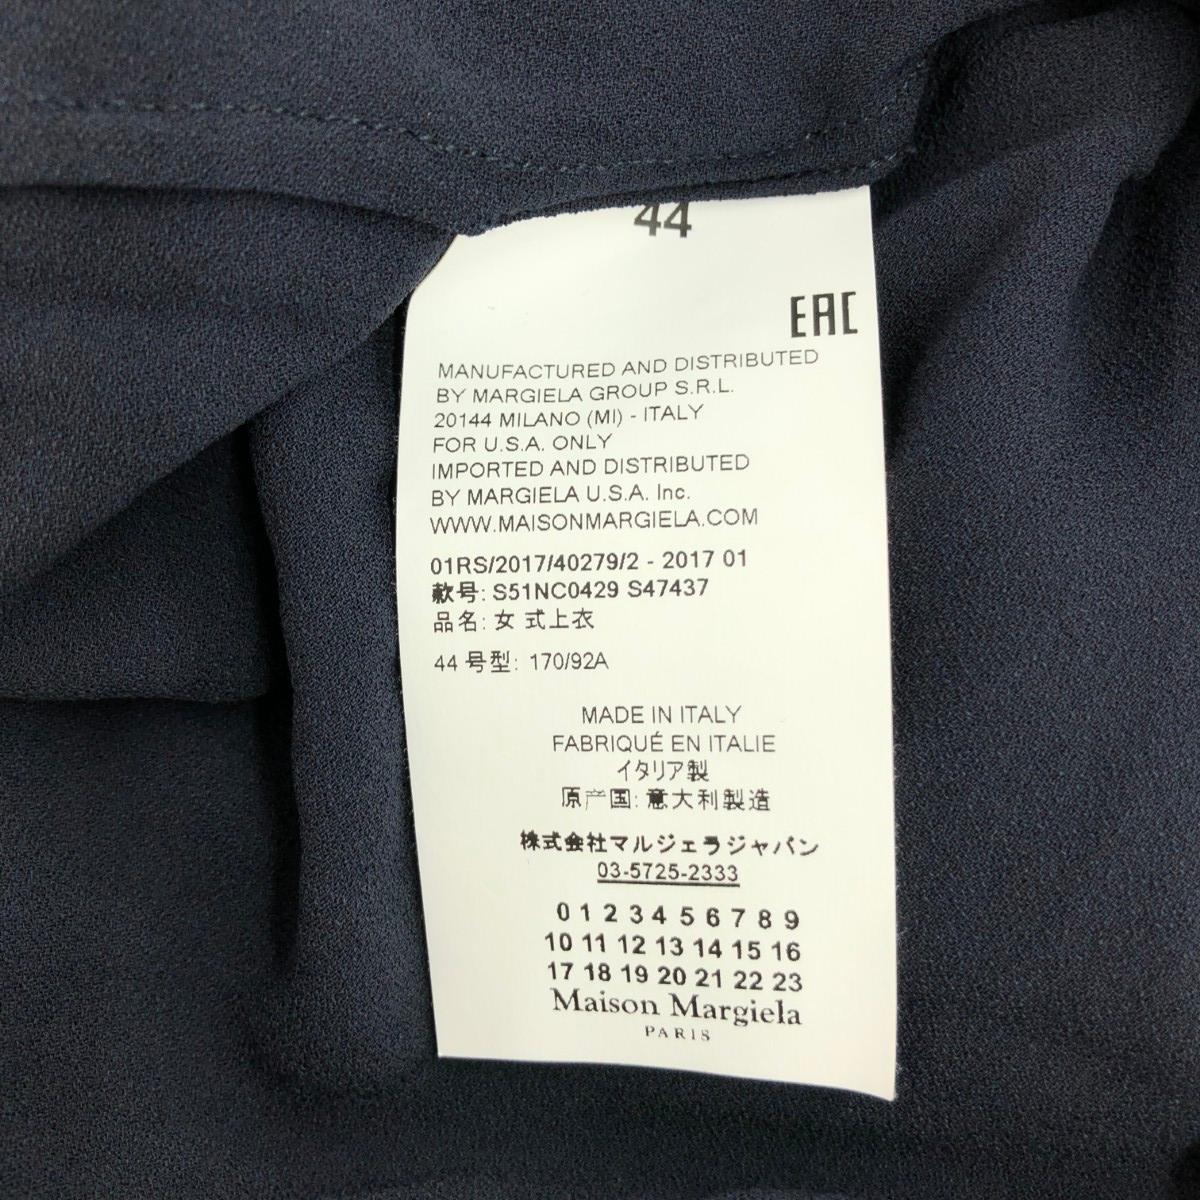 44
EAC
MANUFACTURED AND DISTRIBUTED
BY MARGIELA GROUP S.R.L.
20144 MILANO (MI) - ITALY
FOR U.S.A. ONLY
IMPORTED AND DISTRIBUTED
BY MARGIELA U.S.A. Inc.
WWW.MAISONMARGIELA.COM
01RS/2017/40279/2 - 2017 01
款号: S51NC0429 S47437
品名: 女 式上衣
44 号型: 170/92A
MADE IN ITALY
FABRIQUÉ EN ITALIE
イタリア製
原产国: 意大利製造
株式会社マルジェラジャパン
03-5725-2333
0 1 2 3 4 5 6 7 8 9
10 11 12 13 14 15 16
17 18 19 20 21 22 23
Maison Margiela
PARIS